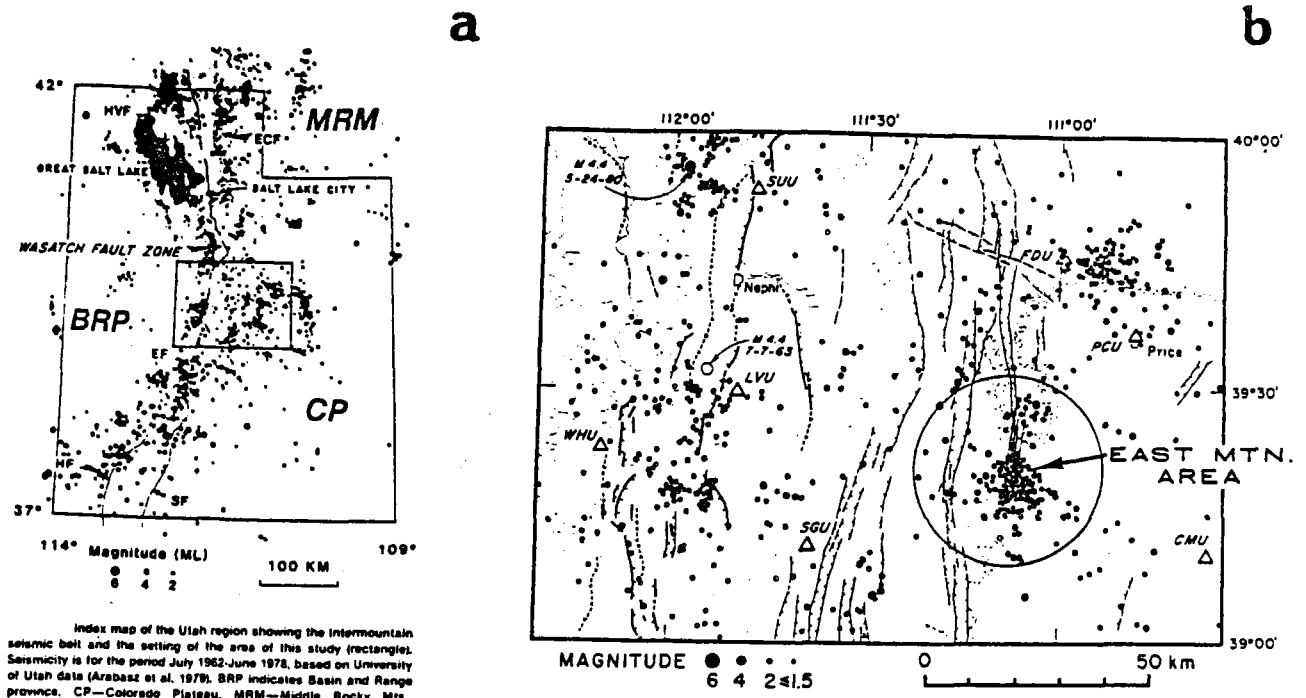 a
42°
HVF
MRM
ECF
GREAT SALT LAKE
SALT LAKE CITY
WASATCH FAULT ZONE
BRP
EF
CP
HF
SF
37°
114°
109°
Magnitude (ML)
6 4 2
100 KM
Index map of the Utah region showing the Intermountain
seismic belt and the setting of the area of this study (rectangle).
Seismicity is for the period July 1962-June 1978, based on University
of Utah data (Arabasz et al. 1979). BRP indicates Basin and Range
province, CP—Colorado Plateau, MRM—Middle Rocky Mts.
b
112°00'
111°30'
111°00'
40°00'
M 4.4
5-24-80
SUU
FDU
Nephi
PCU
Price
M 4.4
7-7-63
LVU
39°30'
WHU
EAST MTN.
AREA
SGU
CMU
39°00'
MAGNITUDE
6 4 2 ≤1.5
0 50 km